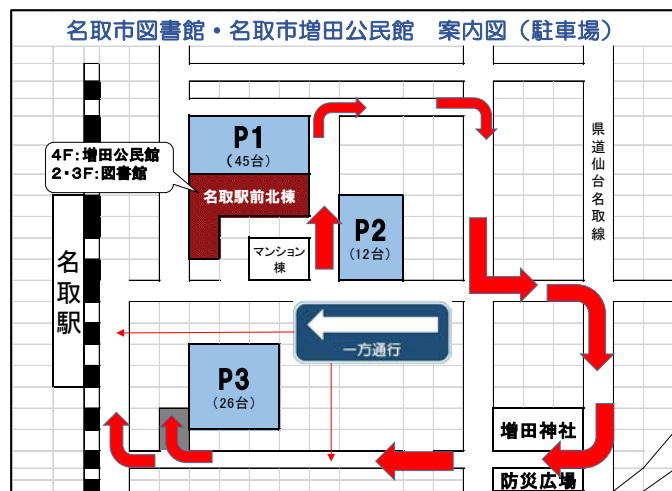 名取市図書館・名取市増田公民館　案内図（駐車場）
P1
（45台）
4F：増田公民館
2・3F：図書館
名取駅前北棟
P2
（12台）
マンション
棟
県道仙台名取線
名取駅
一方通行
P3
（26台）
増田神社
防災広場